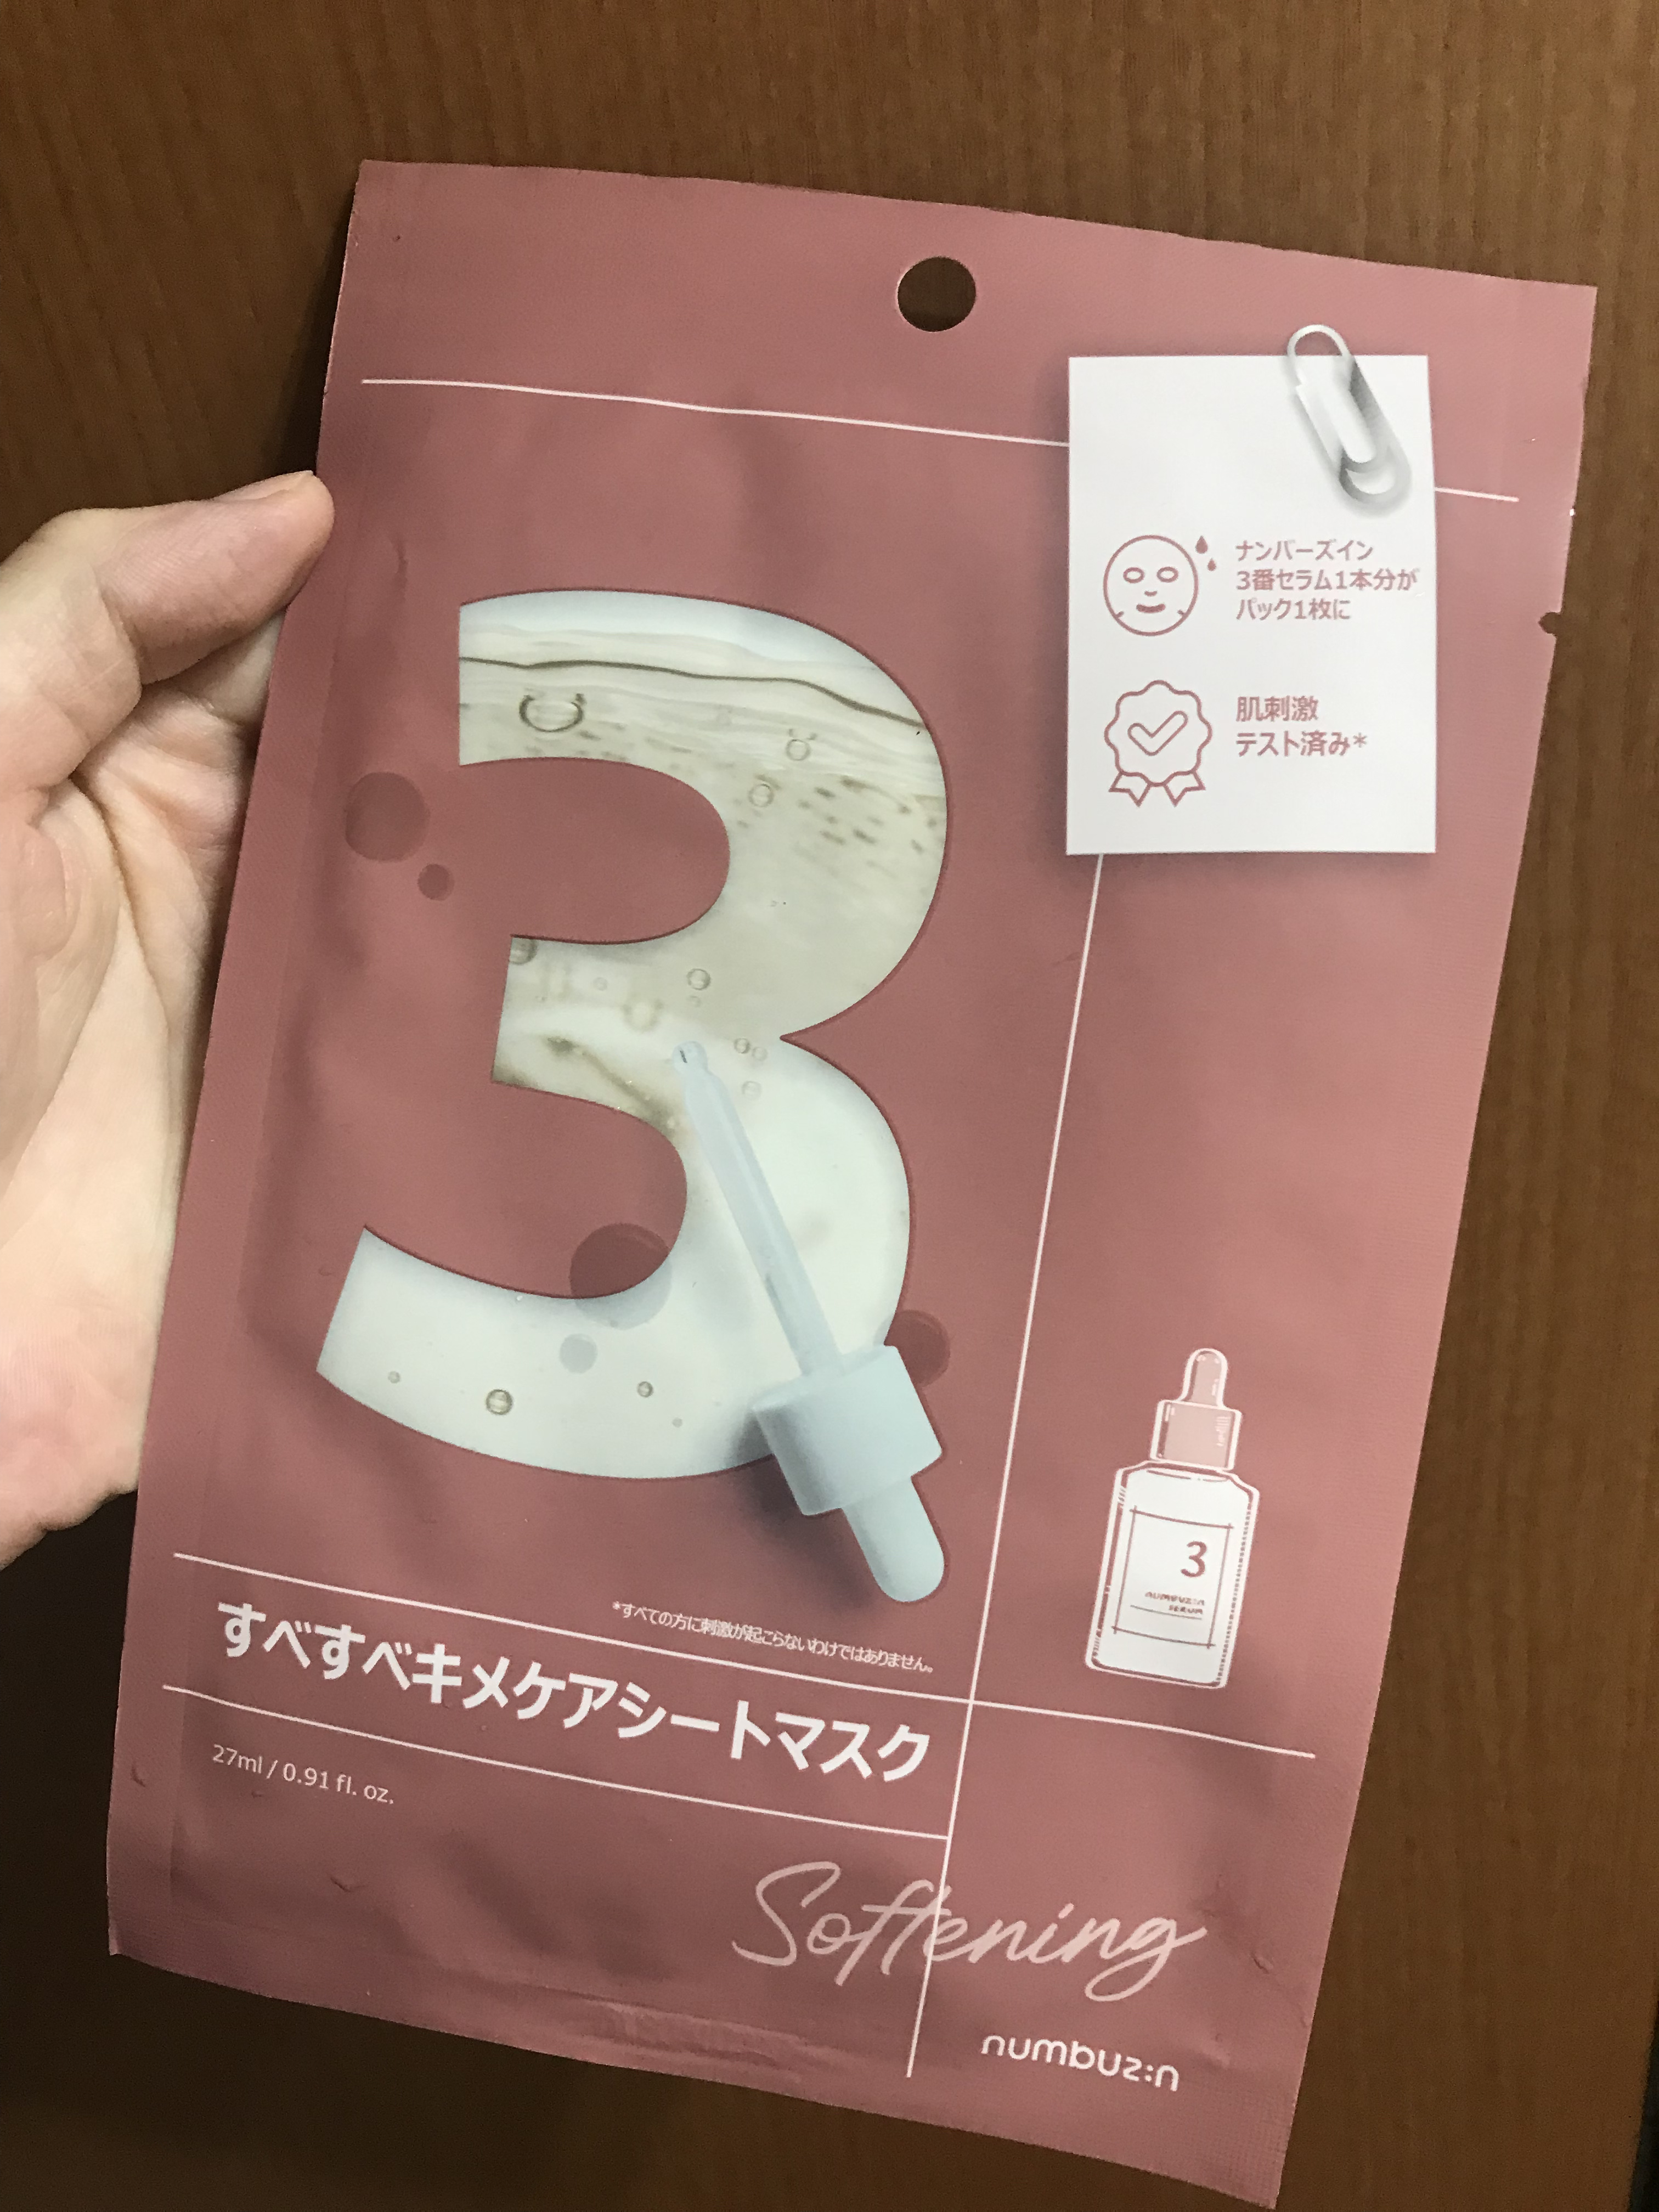 ナンバーズイン
3番セラム1本分が
パック1枚に
肌刺激
テスト済み*
3
3
numbuz:n
SERUM
*すべての方に刺激が起こらないわけではありません。
すべすべキメケアシートマスク
27ml / 0.91 fl. oz.
Softening
numbuz:n